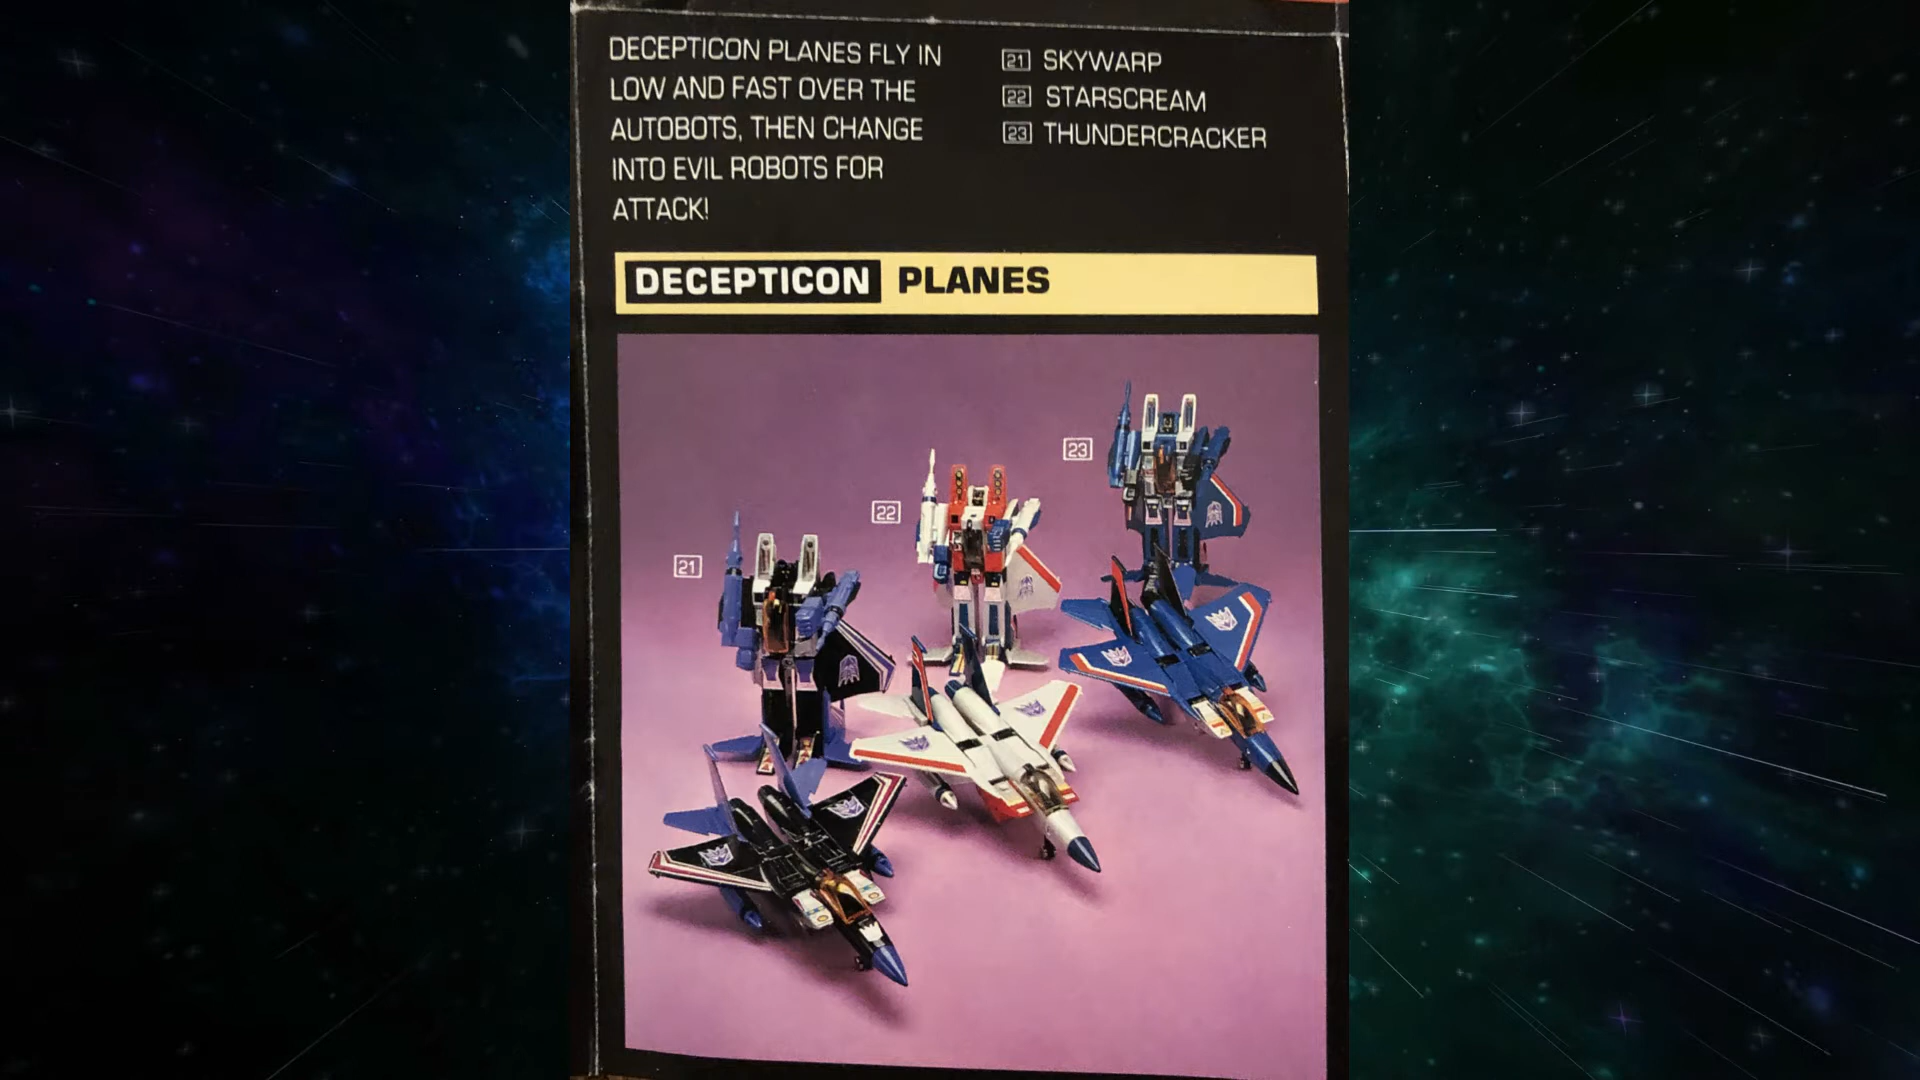 DECEPTICON PLANES FLY IN
LOW AND FAST OVER THE
AUTOBOTS, THEN CHANGE
INTO EVIL ROBOTS FOR
ATTACK!
21 SKYWARP
22 STARSCREAM
23 THUNDERCRACKER
DECEPTICON PLANES
23
22
21